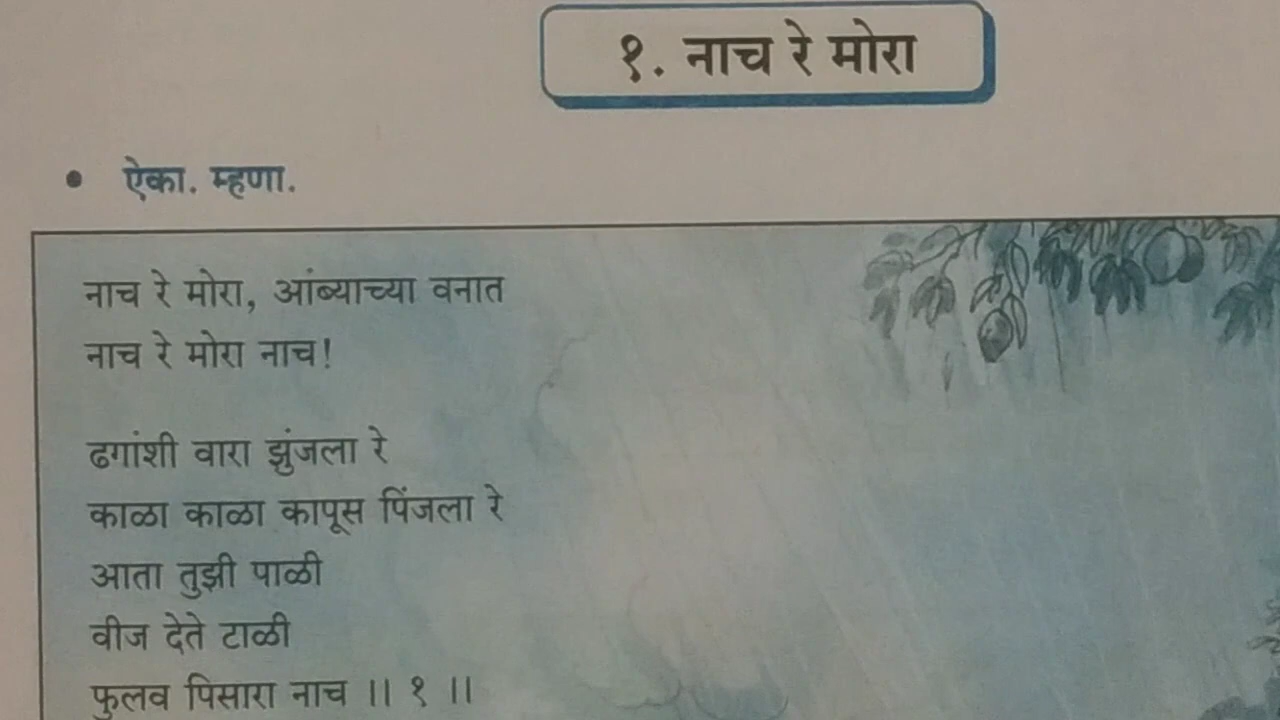 १. नाच रे मोरा
• ऐका. म्हणा.
नाच रे मोरा, आंब्याच्या वनात
नाच रे मोरा नाच!
ढगांशी वारा झुंजला रे
काळा काळा कापूस पिंजला रे
आता तुझी पाळी
वीज देते टाळी
फुलव पिसारा नाच ।। १ ।।